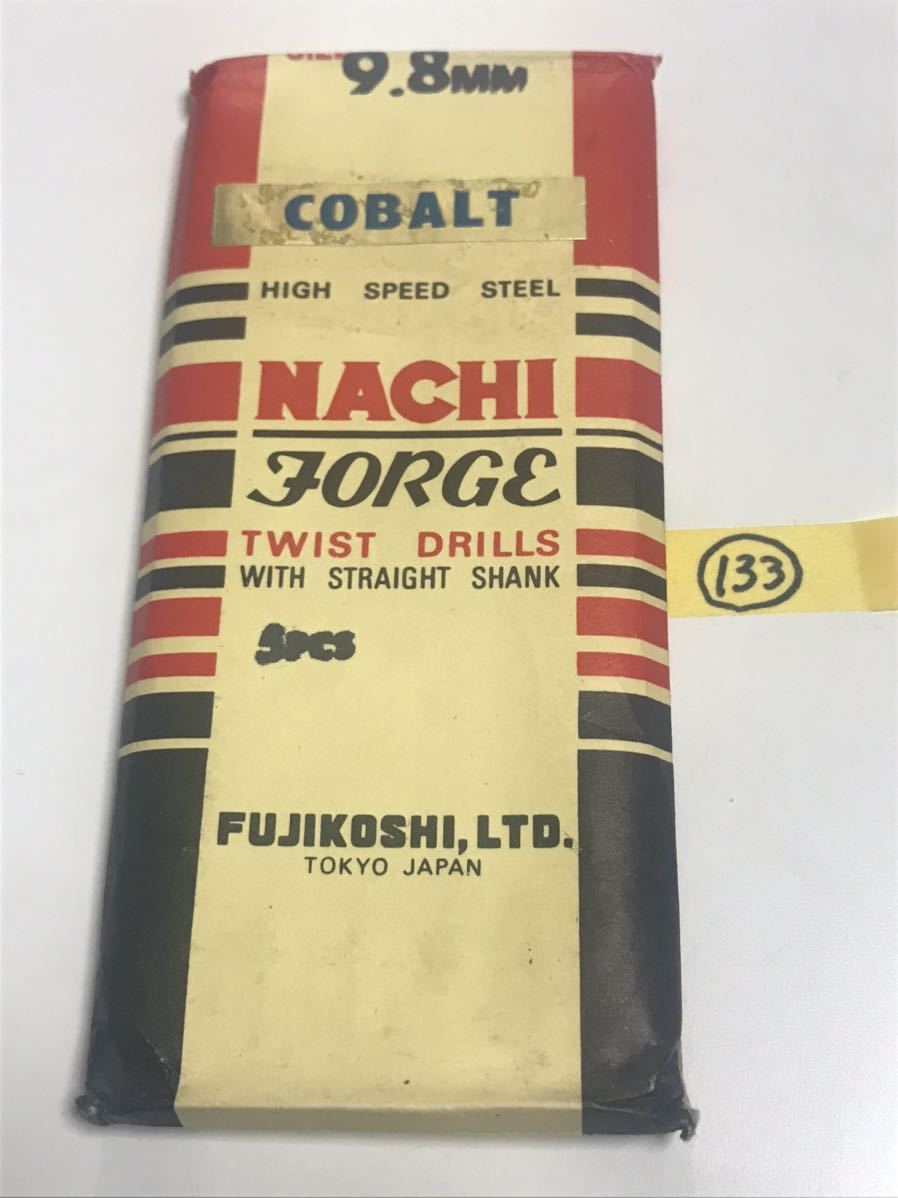 9.8MM
COBALT
HIGH SPEED STEEL
NACHI
FORGE
TWIST DRILLS
WITH STRAIGHT SHANK
133
FUJIKOSHI, LTD.
TOKYO JAPAN